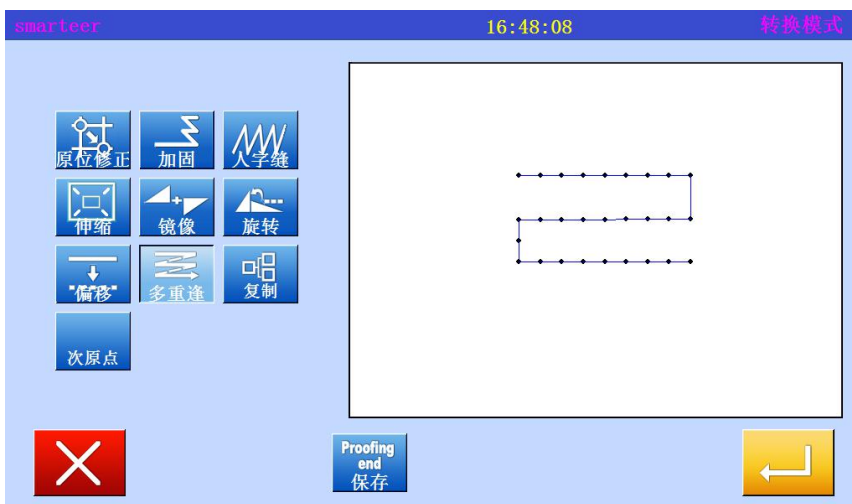 smarteer 16:48:08 转换模式
原位修正 加固 人字缝
伸缩 镜像 旋转
偏移 多重逢 复制
次原点
Proofing
end
保存